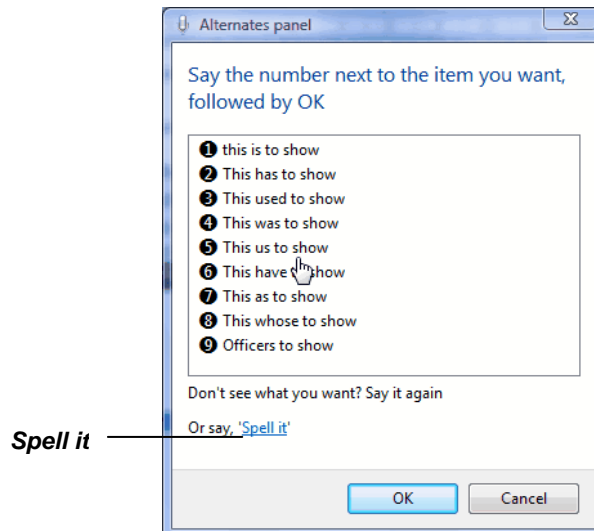 Alternates panel
Say the number next to the item you want,
followed by OK
1 this is to show
2 This has to show
3 This used to show
4 This was to show
5 This us to show
6 This have show
7 This as to show
8 This whose to show
9 Officers to show
Don't see what you want? Say it again
Or say, 'Spell it'
Spell it
OK Cancel